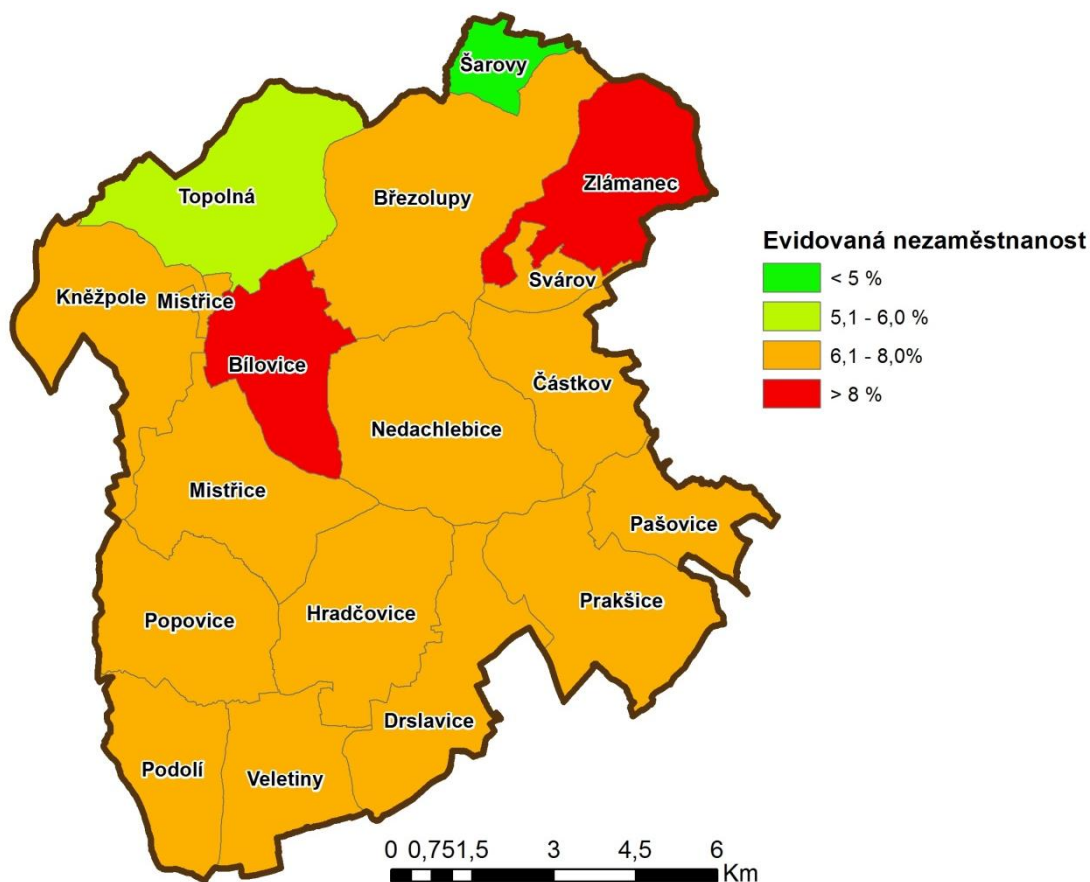 Šarovy
Zlámanec
Topolná
Březolupy
Evidovaná nezaměstnanost
< 5 %
5,1 - 6,0 %
6,1 - 8,0%
> 8 %
Svárov
Kněžpole
Mistřice
Bílovice
Částkov
Nedachlebice
Mistřice
Pašovice
Prakšice
Popovice
Hradčovice
Drslavice
Podolí
Veletiny
0 0,751,5 3 4,5 6
Km